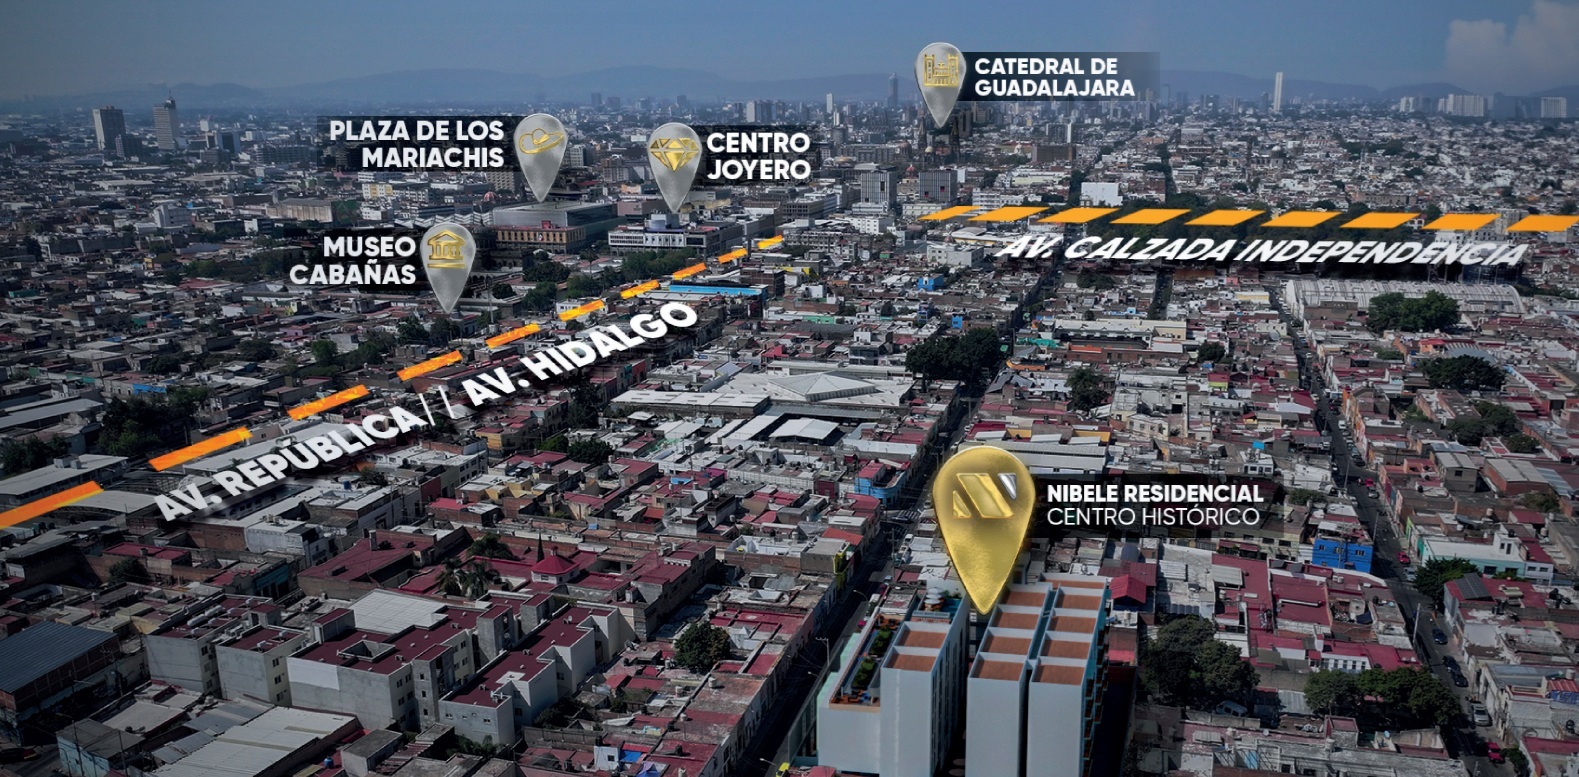 CATEDRAL DE
GUADALAJARA
PLAZA DE LOS
MARIACHIS
CENTRO
JOYERO
MUSEO
CABAÑAS
AV. CALZADA INDEPENDENCIA
AV. REPÚBLICA // AV. HIDALGO
NIBELE RESIDENCIAL
CENTRO HISTÓRICO